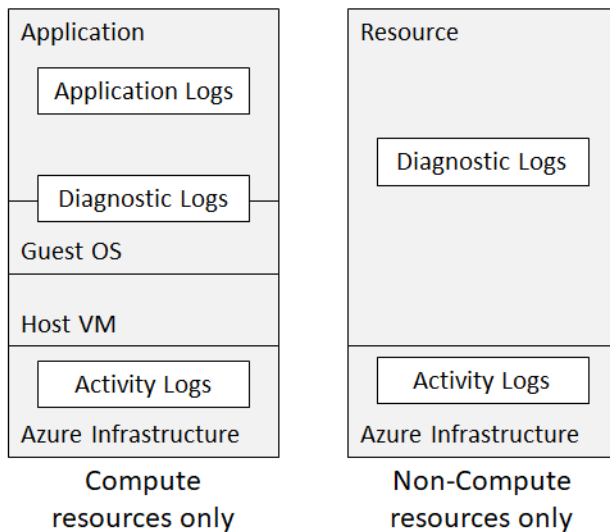 Application
Application Logs
Diagnostic Logs
Guest OS
Host VM
Activity Logs
Azure Infrastructure
Compute
resources only
Resource
Diagnostic Logs
Activity Logs
Azure Infrastructure
Non-Compute
resources only